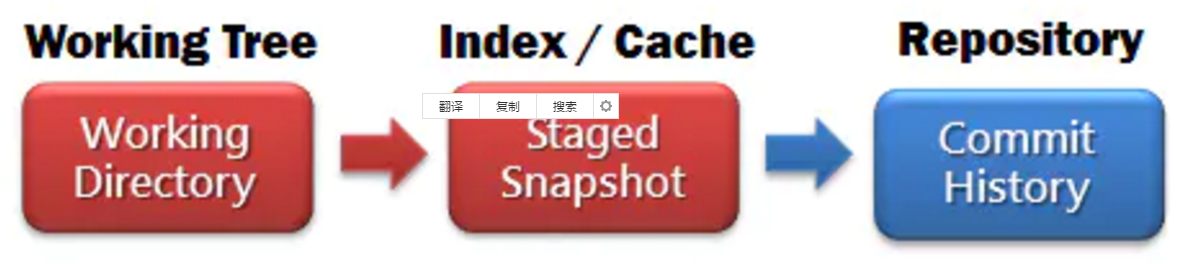 Working Tree
Index / Cache
Repository
Working
Directory
翻译 复制 搜索
Staged
Snapshot
Commit
History